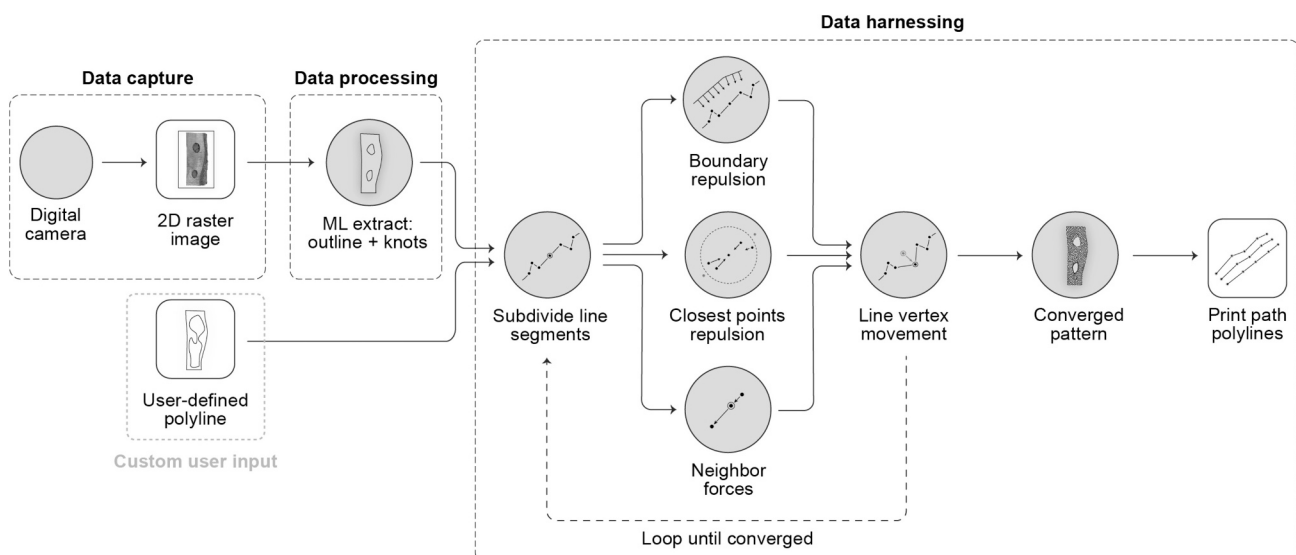 Data harnessing
Data capture
Data processing
Digital
camera
2D raster
image
ML extract:
outline + knots
User-defined
polyline
Custom user input
Subdivide line
segments
Boundary
repulsion
Closest points
repulsion
Neighbor
forces
Line vertex
movement
Converged
pattern
Print path
polylines
Loop until converged